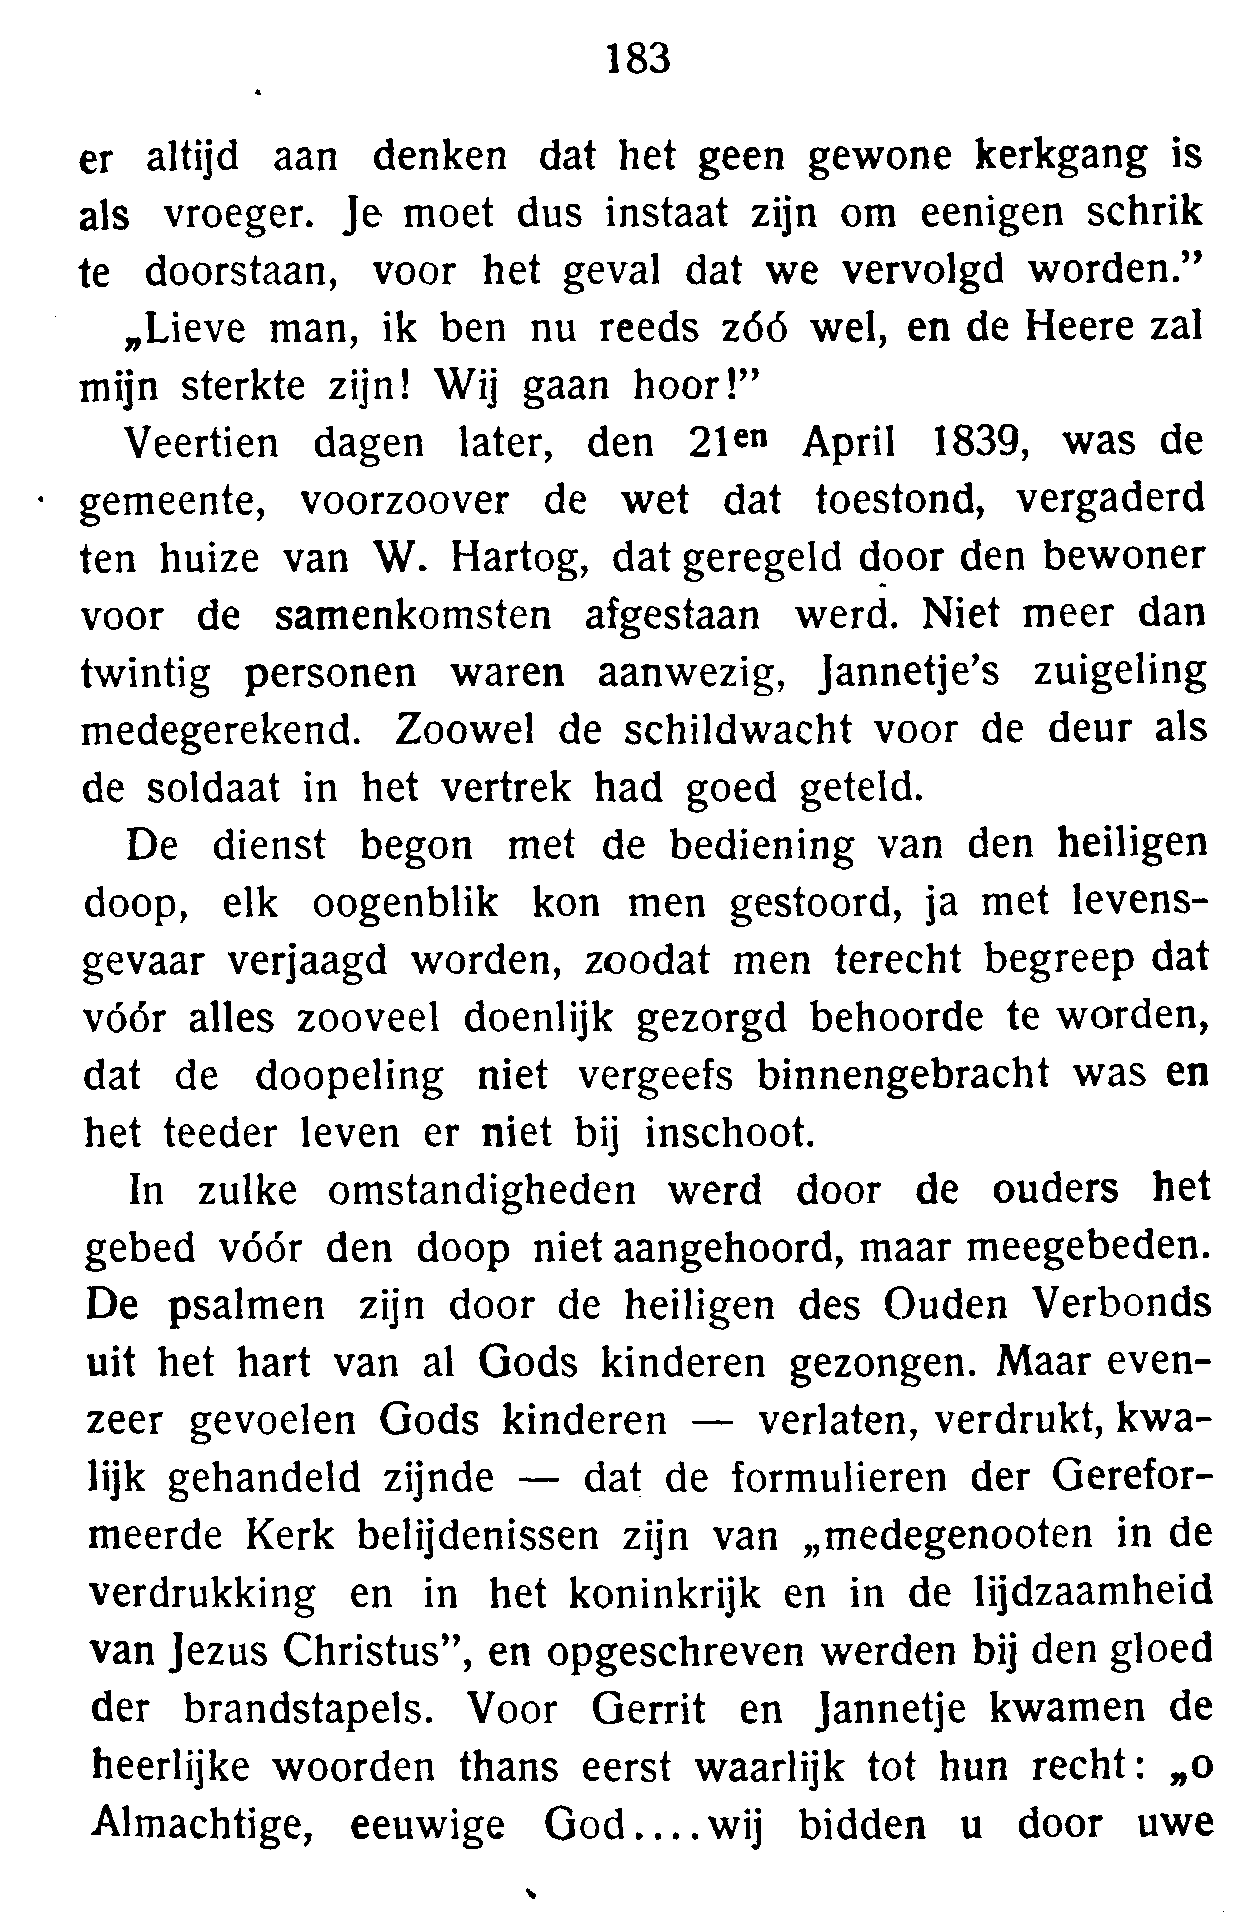 183
er altijd aan denken dat het geen gewone kerkgang is
als vroeger. Je moet dus instaat zijn om eenigen schrik
te doorstaan, voor het geval dat we vervolgd worden.”
„Lieve man, ik ben nu reeds zóó wel, en de Heere zal
mijn sterkte zijn! Wij gaan hoor!”
Veertien dagen later, den 21en April 1839, was de
gemeente, voorzoover de wet dat toestond, vergaderd
ten huize van W. Hartog, dat geregeld door den bewoner
voor de samenkomsten afgestaan werd. Niet meer dan
twintig personen waren aanwezig, Jannetje’s zuigeling
medegerekend. Zoowel de schildwacht voor de deur als
de soldaat in het vertrek had goed geteld.
De dienst begon met de bediening van den heiligen
doop, elk oogenblik kon men gestoord, ja met levens-
gevaar verjaagd worden, zoodat men terecht begreep dat
vóór alles zooveel doenlijk gezorgd behoorde te worden,
dat de doopeling niet vergeefs binnengebracht was en
het teeder leven er niet bij inschoot.
In zulke omstandigheden werd door de ouders het
gebed vóór den doop niet aangehoord, maar meegebeden.
De psalmen zijn door de heiligen des Ouden Verbonds
uit het hart van al Gods kinderen gezongen. Maar even-
zeer gevoelen Gods kinderen — verlaten, verdrukt, kwa-
lijk gehandeld zijnde — dat de formulieren der Gerefor-
meerde Kerk belijdenissen zijn van „medegenooten in de
verdrukking en in het koninkrijk en in de lijdzaamheid
van Jezus Christus”, en opgeschreven werden bij den gloed
der brandstapels. Voor Gerrit en Jannetje kwamen de
heerlijke woorden thans eerst waarlijk tot hun recht: „o
Almachtige, eeuwige God....wij bidden u door uwe